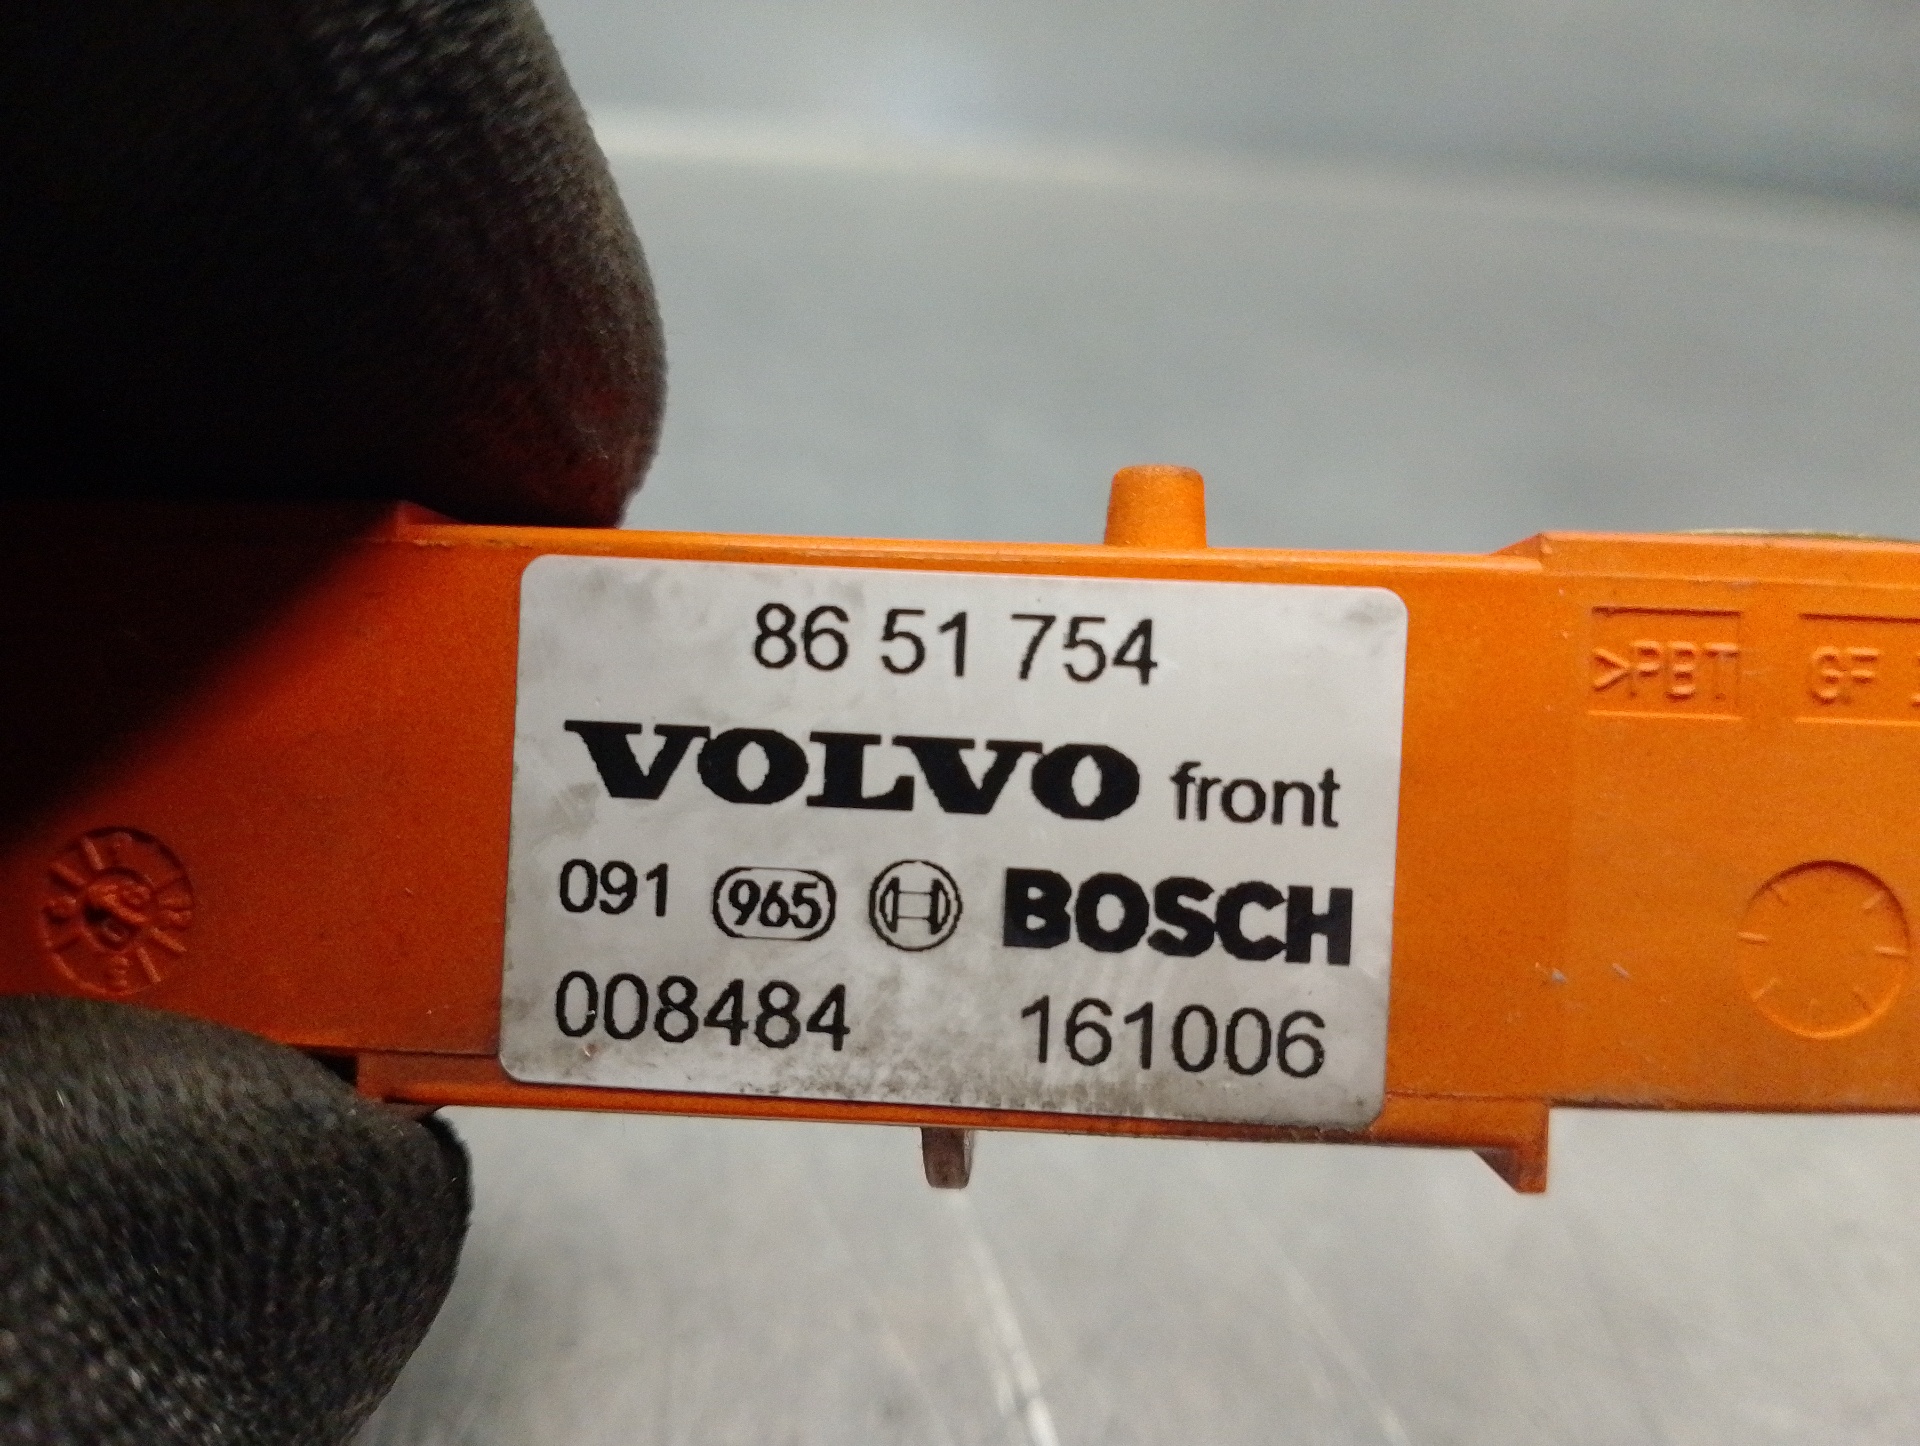 86 51 754
VOLVO front
091 965 BOSCH
008484 161006
>PBT GF